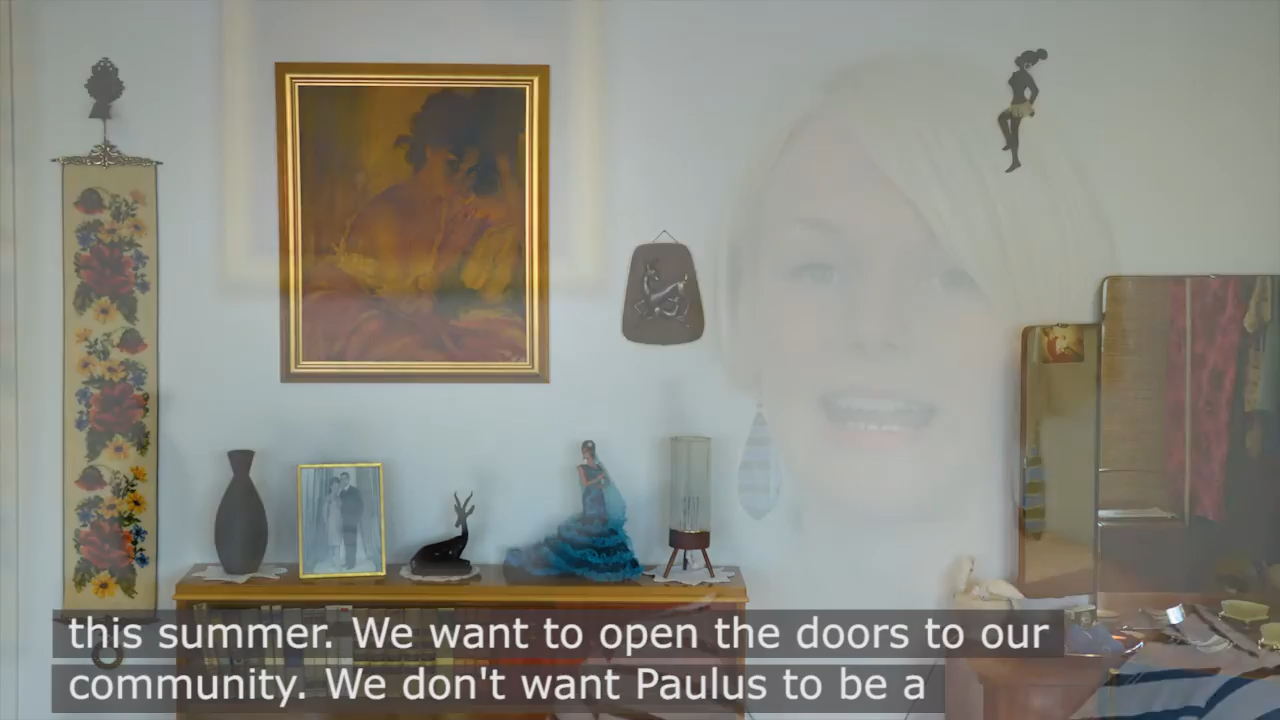 this summer. We want to open the doors to our
community. We don't want Paulus to be a